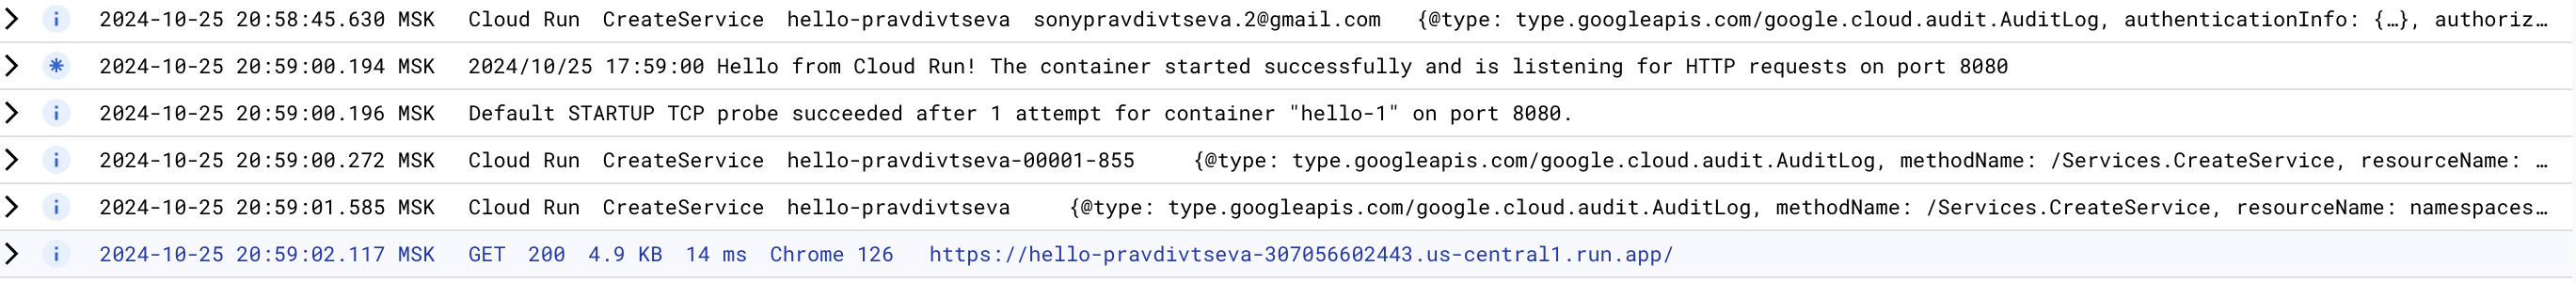 2024-10-25 20:58:45.630 MSK Cloud Run CreateService hello-pravdivtseva sonypravdivtseva.2@gmail.com {@type: type.googleapis.com/google.cloud.audit.AuditLog, authenticationInfo: {…}, authoriz…
2024-10-25 20:59:00.194 MSK 2024/10/25 17:59:00 Hello from Cloud Run! The container started successfully and is listening for HTTP requests on port 8080
2024-10-25 20:59:00.196 MSK Default STARTUP TCP probe succeeded after 1 attempt for container "hello-1" on port 8080.
2024-10-25 20:59:00.272 MSK Cloud Run CreateService hello-pravdivtseva-00001-855 {@type: type.googleapis.com/google.cloud.audit.AuditLog, methodName: /Services.CreateService, resourceName: …
2024-10-25 20:59:01.585 MSK Cloud Run CreateService hello-pravdivtseva {@type: type.googleapis.com/google.cloud.audit.AuditLog, methodName: /Services.CreateService, resourceName: namespaces…
2024-10-25 20:59:02.117 MSK GET 200 4.9 KB 14 ms Chrome 126 https://hello-pravdivtseva-307056602443.us-central1.run.app/